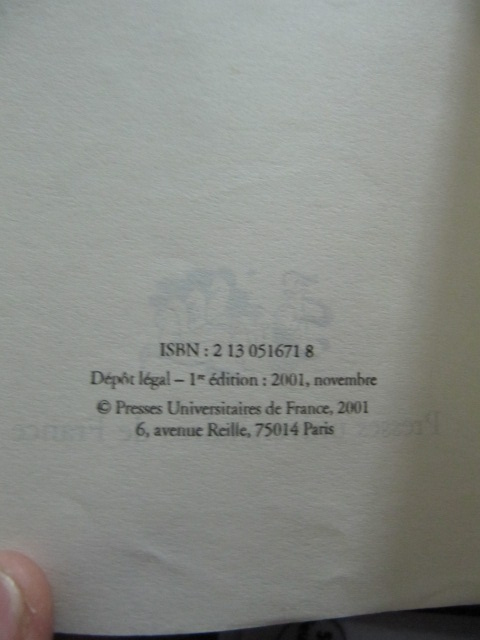 ISBN : 2 13 051671 8
Dépôt légal – 1re édition : 2001, novembre
© Presses Universitaires de France, 2001
6, avenue Reille, 75014 Paris